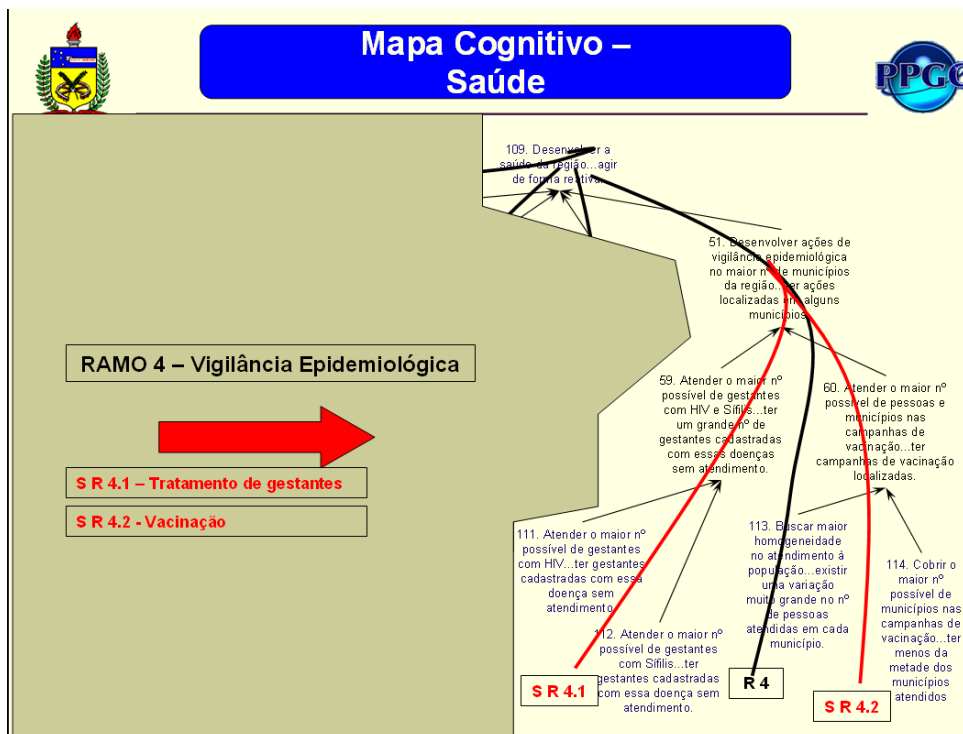 Mapa Cognitivo –
Saúde
PPGC
109. Desenvolver a
saúde da região...agir
de forma reativa.
51. Desenvolver ações de
vigilância epidemiológica
no maior nº de municípios
da região...ter ações
localizadas em alguns
municípios.
RAMO 4 – Vigilância Epidemiológica
59. Atender o maior nº
possível de gestantes
com HIV e Sífilis...ter
um grande nº de
gestantes cadastradas
com essas doenças
sem atendimento.
60. Atender o maior nº
possível de pessoas e
municípios nas
campanhas de
vacinação...ter
campanhas de vacinação
localizadas.
S R 4.1 – Tratamento de gestantes
S R 4.2 - Vacinação
111. Atender o maior nº
possível de gestantes
com HIV...ter gestantes
cadastradas com essa
doença sem
atendimento.
112. Atender o maior nº
possível de gestantes
com Sífilis...ter
gestantes cadastradas
com essa doença sem
atendimento.
113. Buscar maior
homogeneidade
no atendimento à
população...existir
uma variação
muito grande no nº
de pessoas
atendidas em cada
município.
114. Cobrir o
maior nº
possível de
municípios nas
campanhas de
vacinação...ter
menos da
metade dos
municípios
atendidos
S R 4.1
R 4
S R 4.2